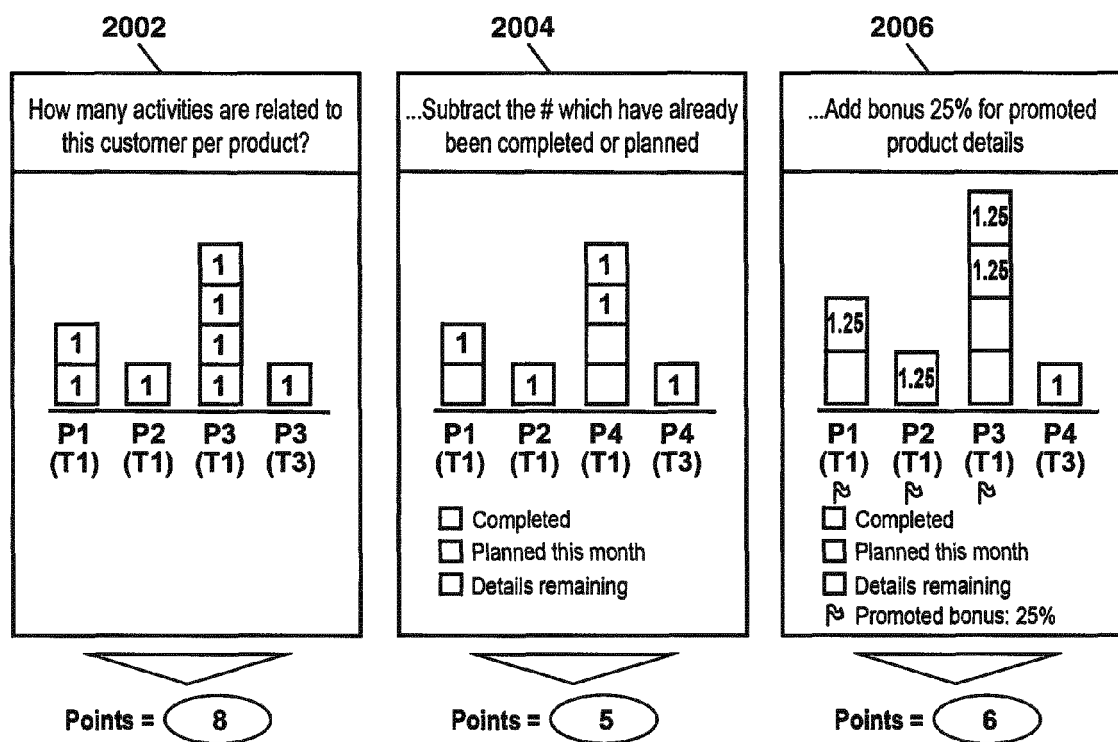 2002
How many activities are related to
this customer per product?
1
1
1
1
1
1
1
1
P1
(T1)
P2
(T1)
P3
(T1)
P3
(T3)
Points = 8
2004
...Subtract the # which have already
been completed or planned
1
1
1
1
1
P1
(T1)
P2
(T1)
P4
(T1)
P4
(T3)
Completed
Planned this month
Details remaining
Points = 5
2006
...Add bonus 25% for promoted
product details
1.25
1.25
1.25
1.25
1
P1
(T1)
P2
(T1)
P3
(T1)
P4
(T3)
Completed
Planned this month
Details remaining
Promoted bonus: 25%
Points = 6